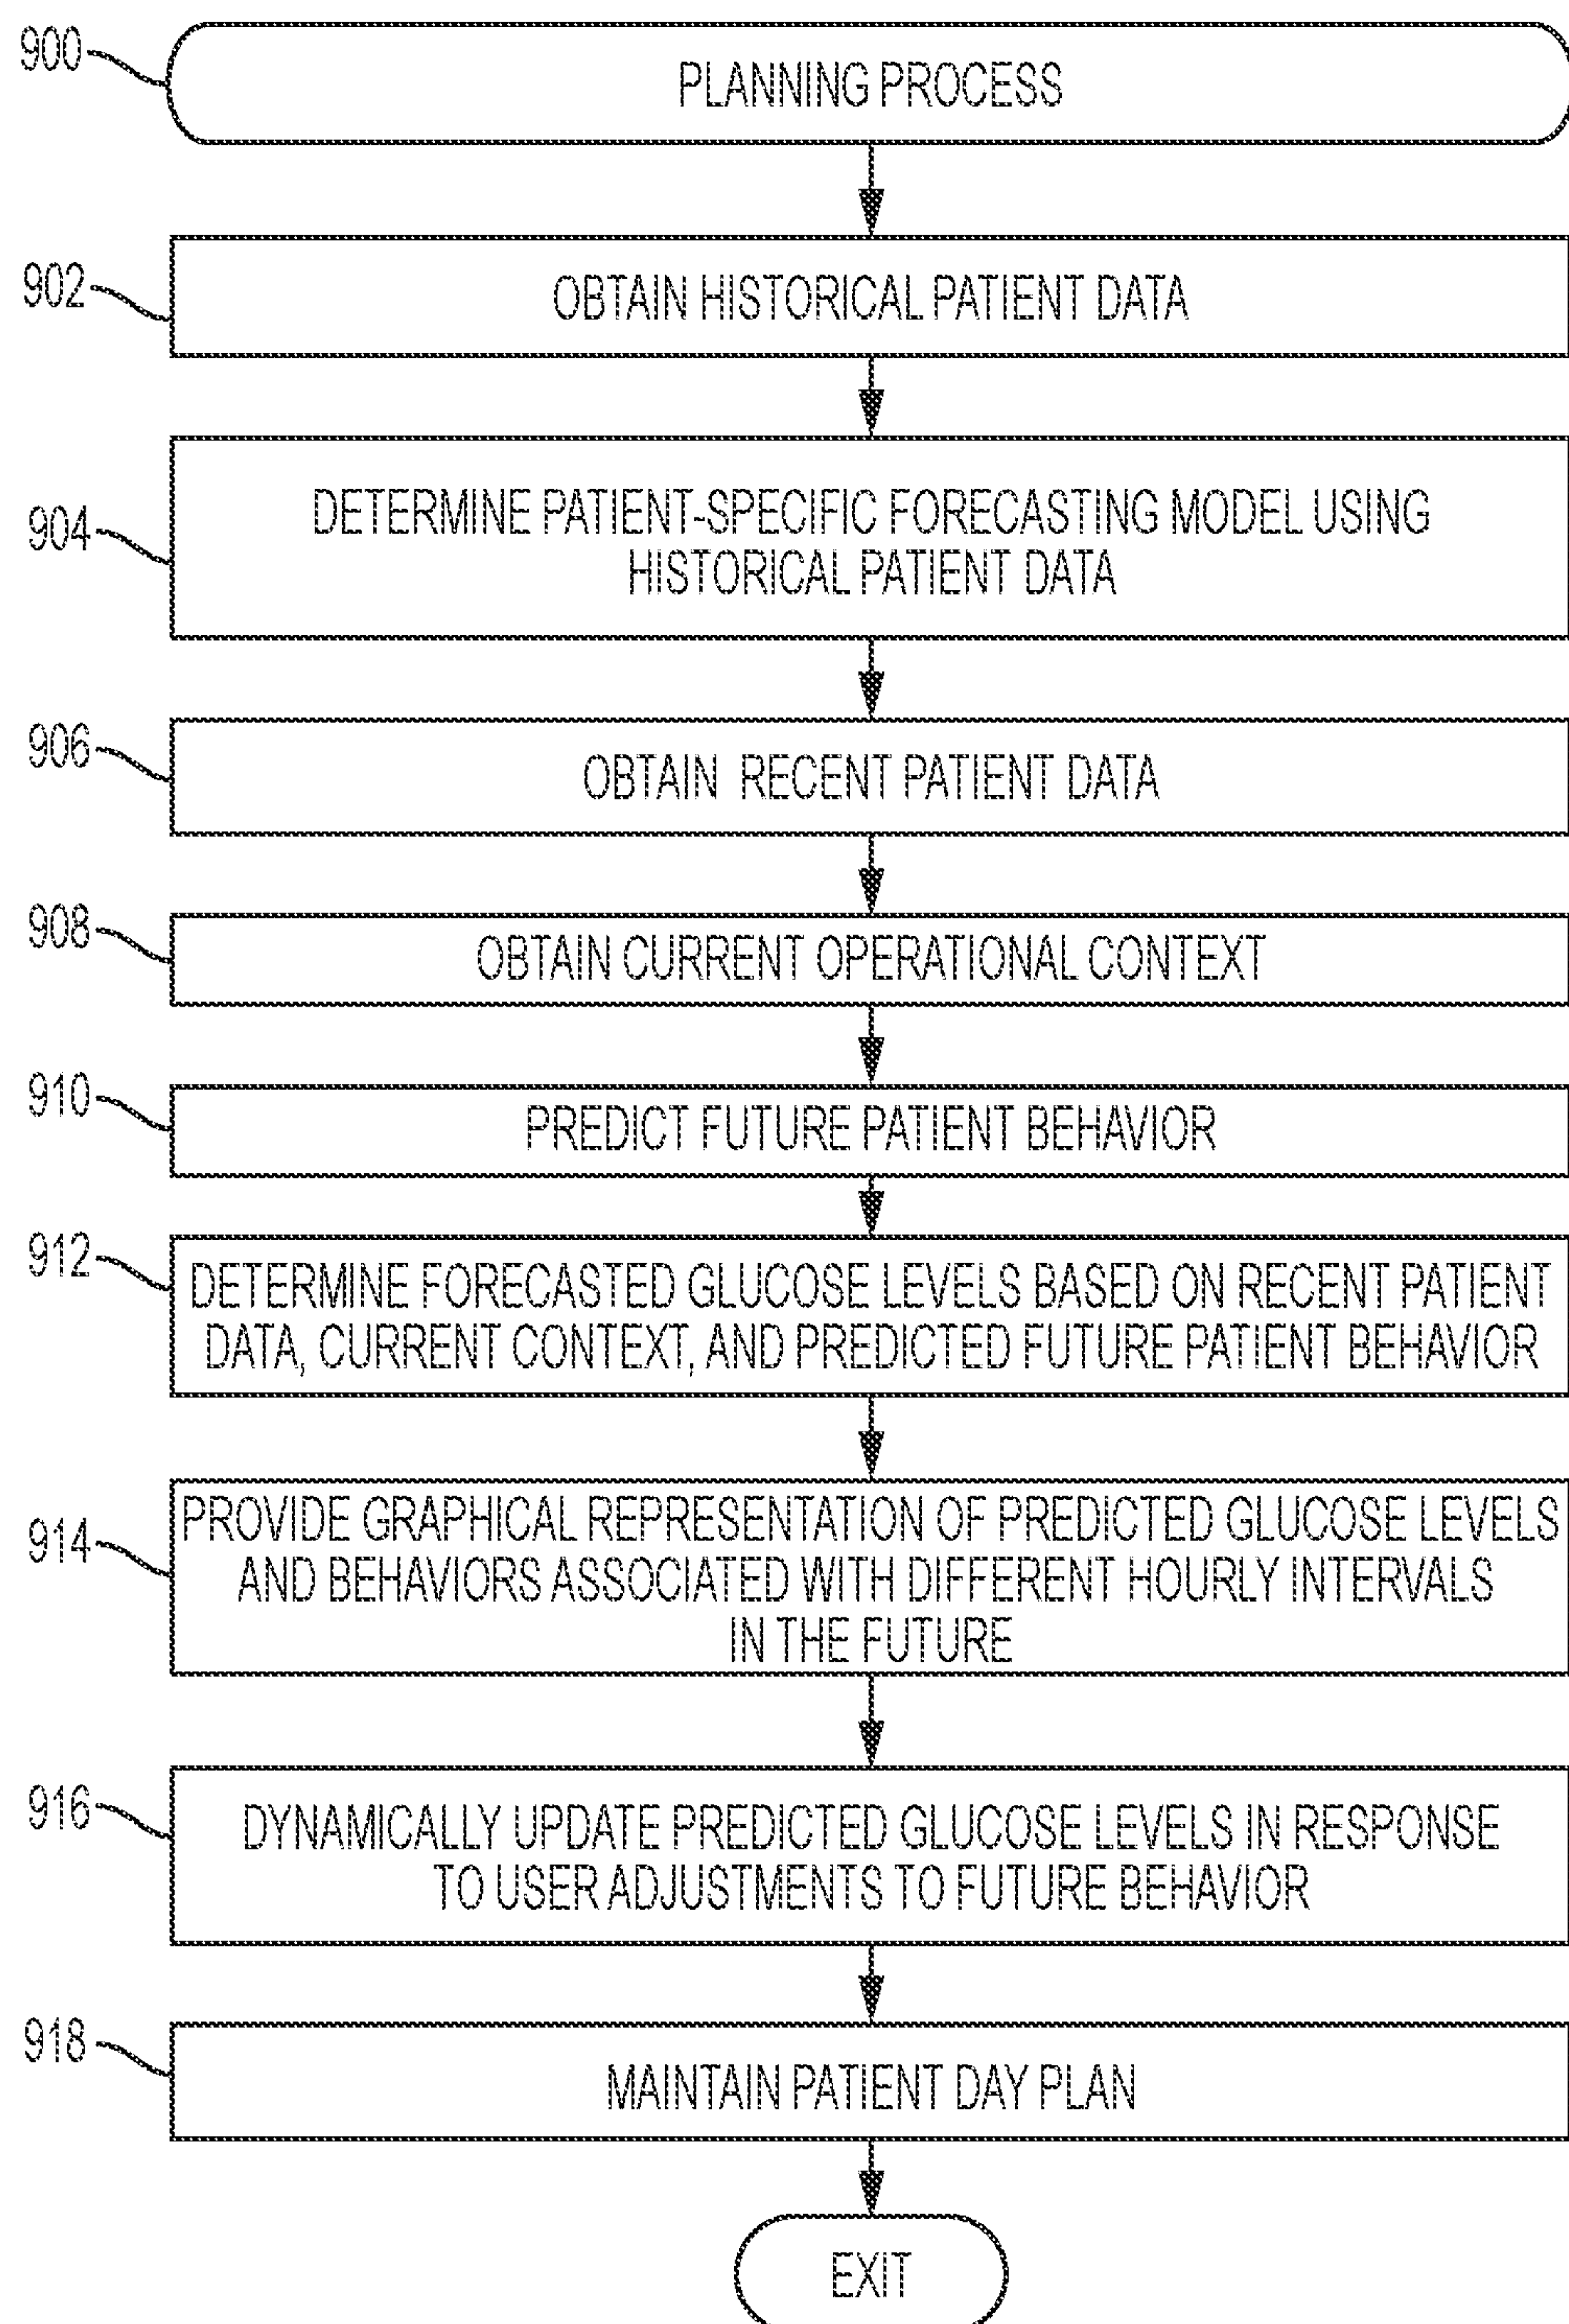 900
PLANNING PROCESS
902
OBTAIN HISTORICAL PATIENT DATA
904
DETERMINE PATIENT-SPECIFIC FORECASTING MODEL USING
HISTORICAL PATIENT DATA
906
OBTAIN RECENT PATIENT DATA
908
OBTAIN CURRENT OPERATIONAL CONTEXT
910
PREDICT FUTURE PATIENT BEHAVIOR
912
DETERMINE FORECASTED GLUCOSE LEVELS BASED ON RECENT PATIENT
DATA, CURRENT CONTEXT, AND PREDICTED FUTURE PATIENT BEHAVIOR
914
PROVIDE GRAPHICAL REPRESENTATION OF PREDICTED GLUCOSE LEVELS
AND BEHAVIORS ASSOCIATED WITH DIFFERENT HOURLY INTERVALS
IN THE FUTURE
916
DYNAMICALLY UPDATE PREDICTED GLUCOSE LEVELS IN RESPONSE
TO USER ADJUSTMENTS TO FUTURE BEHAVIOR
918
MAINTAIN PATIENT DAY PLAN
EXIT